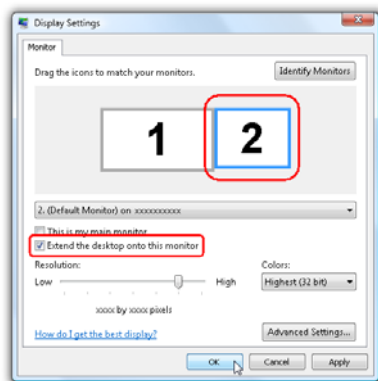 Display Settings
Monitor
Drag the icons to match your monitors.
Identify Monitors
1
2
2. (Default Monitor) on xxxxxxxxxx
This is my main monitor
Extend the desktop onto this monitor
Resolution:
Colors:
Low
High
Highest (32 bit)
xxxx by xxxx pixels
How do I get the best display?
Advanced Settings...
OK
Cancel
Apply